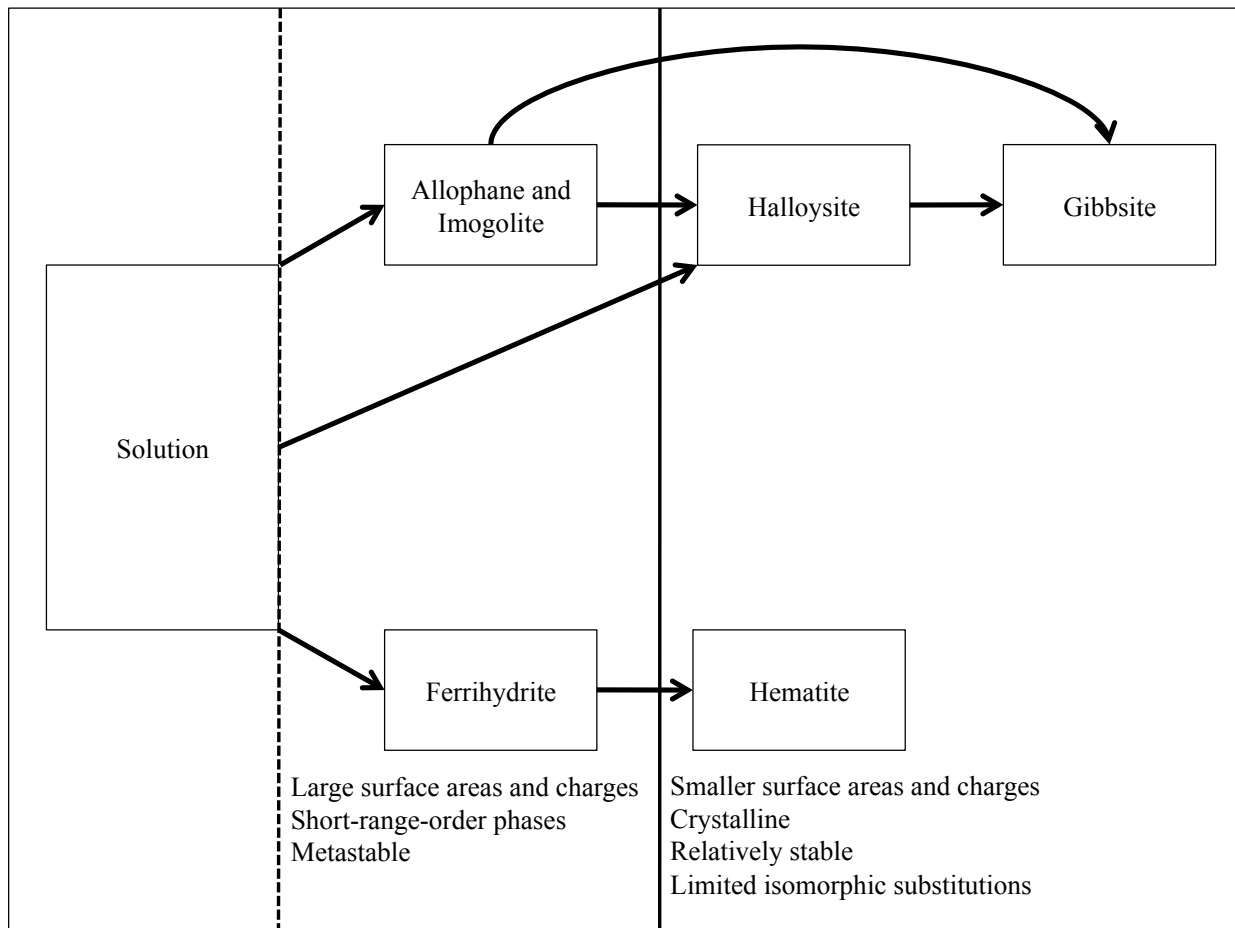 Allophane and
Imogolite
Halloysite
Gibbsite
Solution
Ferrihydrite
Hematite
Large surface areas and charges
Short-range-order phases
Metastable
Smaller surface areas and charges
Crystalline
Relatively stable
Limited isomorphic substitutions